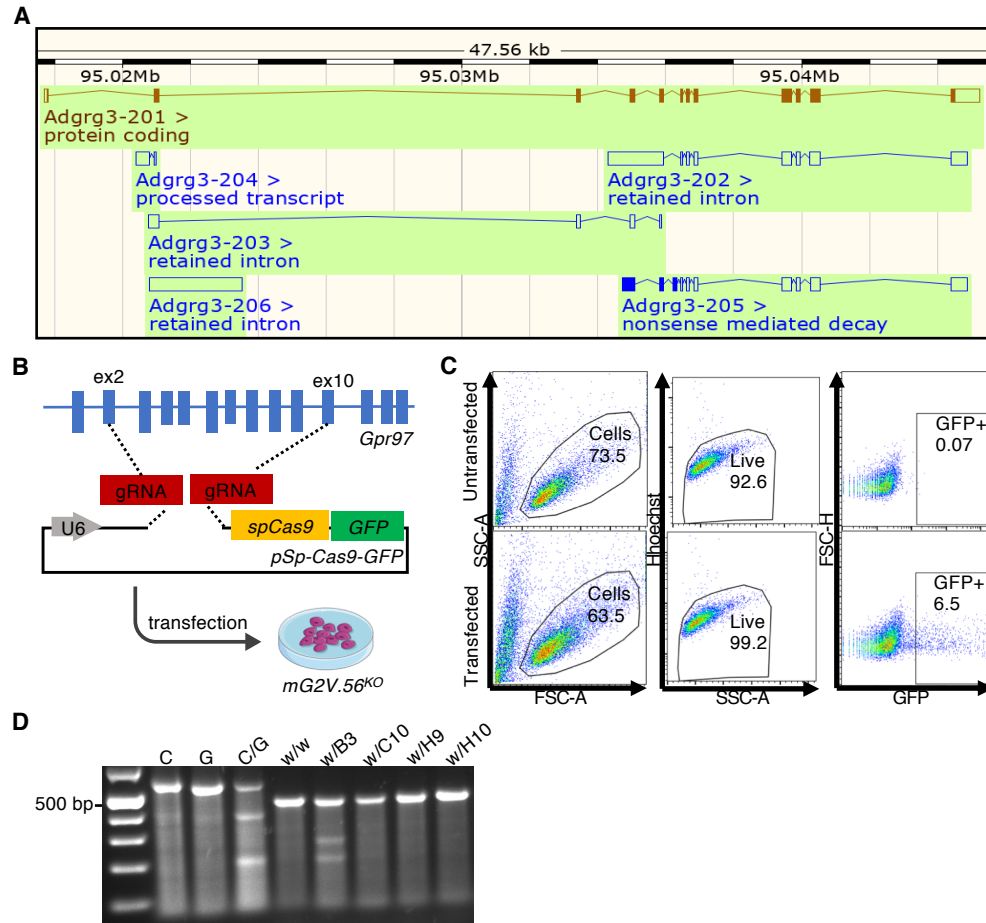 A
47.56 kb
95.02Mb 95.03Mb 95.04Mb
Adgrg3-201 >
protein coding
Adgrg3-204 >
processed transcript
Adgrg3-202 >
retained intron
Adgrg3-203 >
retained intron
Adgrg3-206 >
retained intron
Adgrg3-205 >
nonsense mediated decay
B
ex2 ex10
Gpr97
gRNA gRNA
U6 spCas9 GFP
pSp-Cas9-GFP
transfection
mG2V.56KO
C
Untransfected
Transfected
SSC-A
Cells
73.5
Hhoechst
Live
92.6
FSC-H
GFP+
0.07
Cells
63.5
Live
99.2
GFP+
6.5
FSC-A SSC-A GFP
D
C G C/G w/w w/B3 w/C10 w/H9 w/H10
500 bp